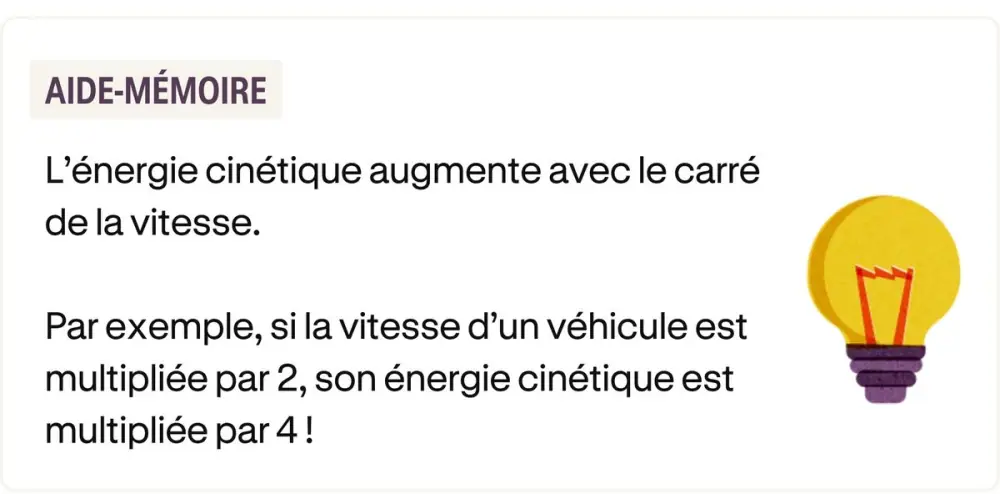 AIDE-MÉMOIRE
L’énergie cinétique augmente avec le carré
de la vitesse.
Par exemple, si la vitesse d’un véhicule est
multipliée par 2, son énergie cinétique est
multipliée par 4 !